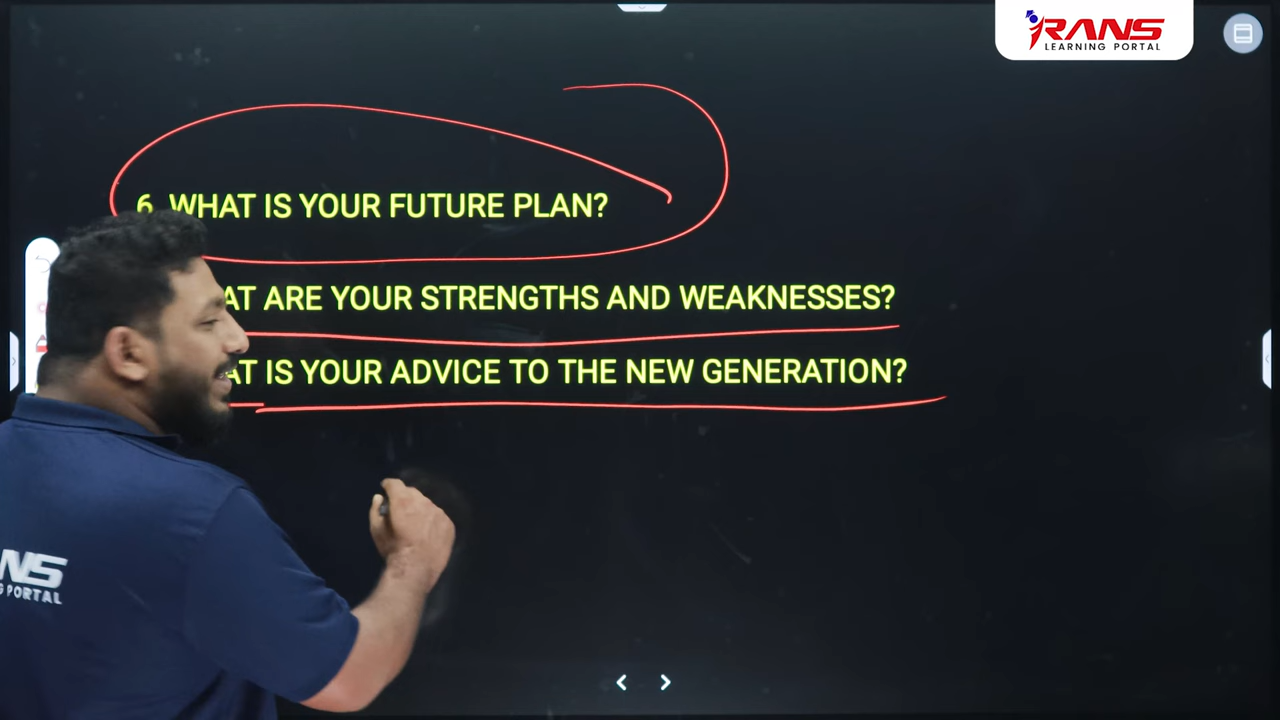 RANS
LEARNING PORTAL
6. WHAT IS YOUR FUTURE PLAN?
AT ARE YOUR STRENGTHS AND WEAKNESSES?
AT IS YOUR ADVICE TO THE NEW GENERATION?
NS
G PORTAL